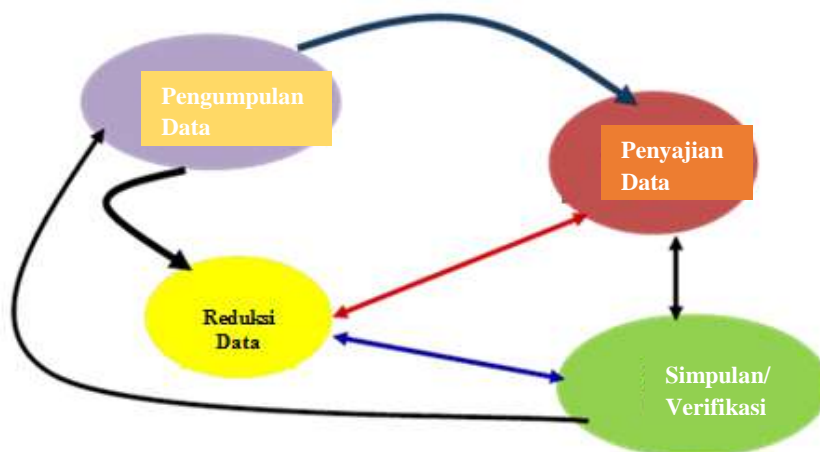 Pengumpulan
Data
Penyajian
Data
Reduksi
Data
Simpulan/
Verifikasi